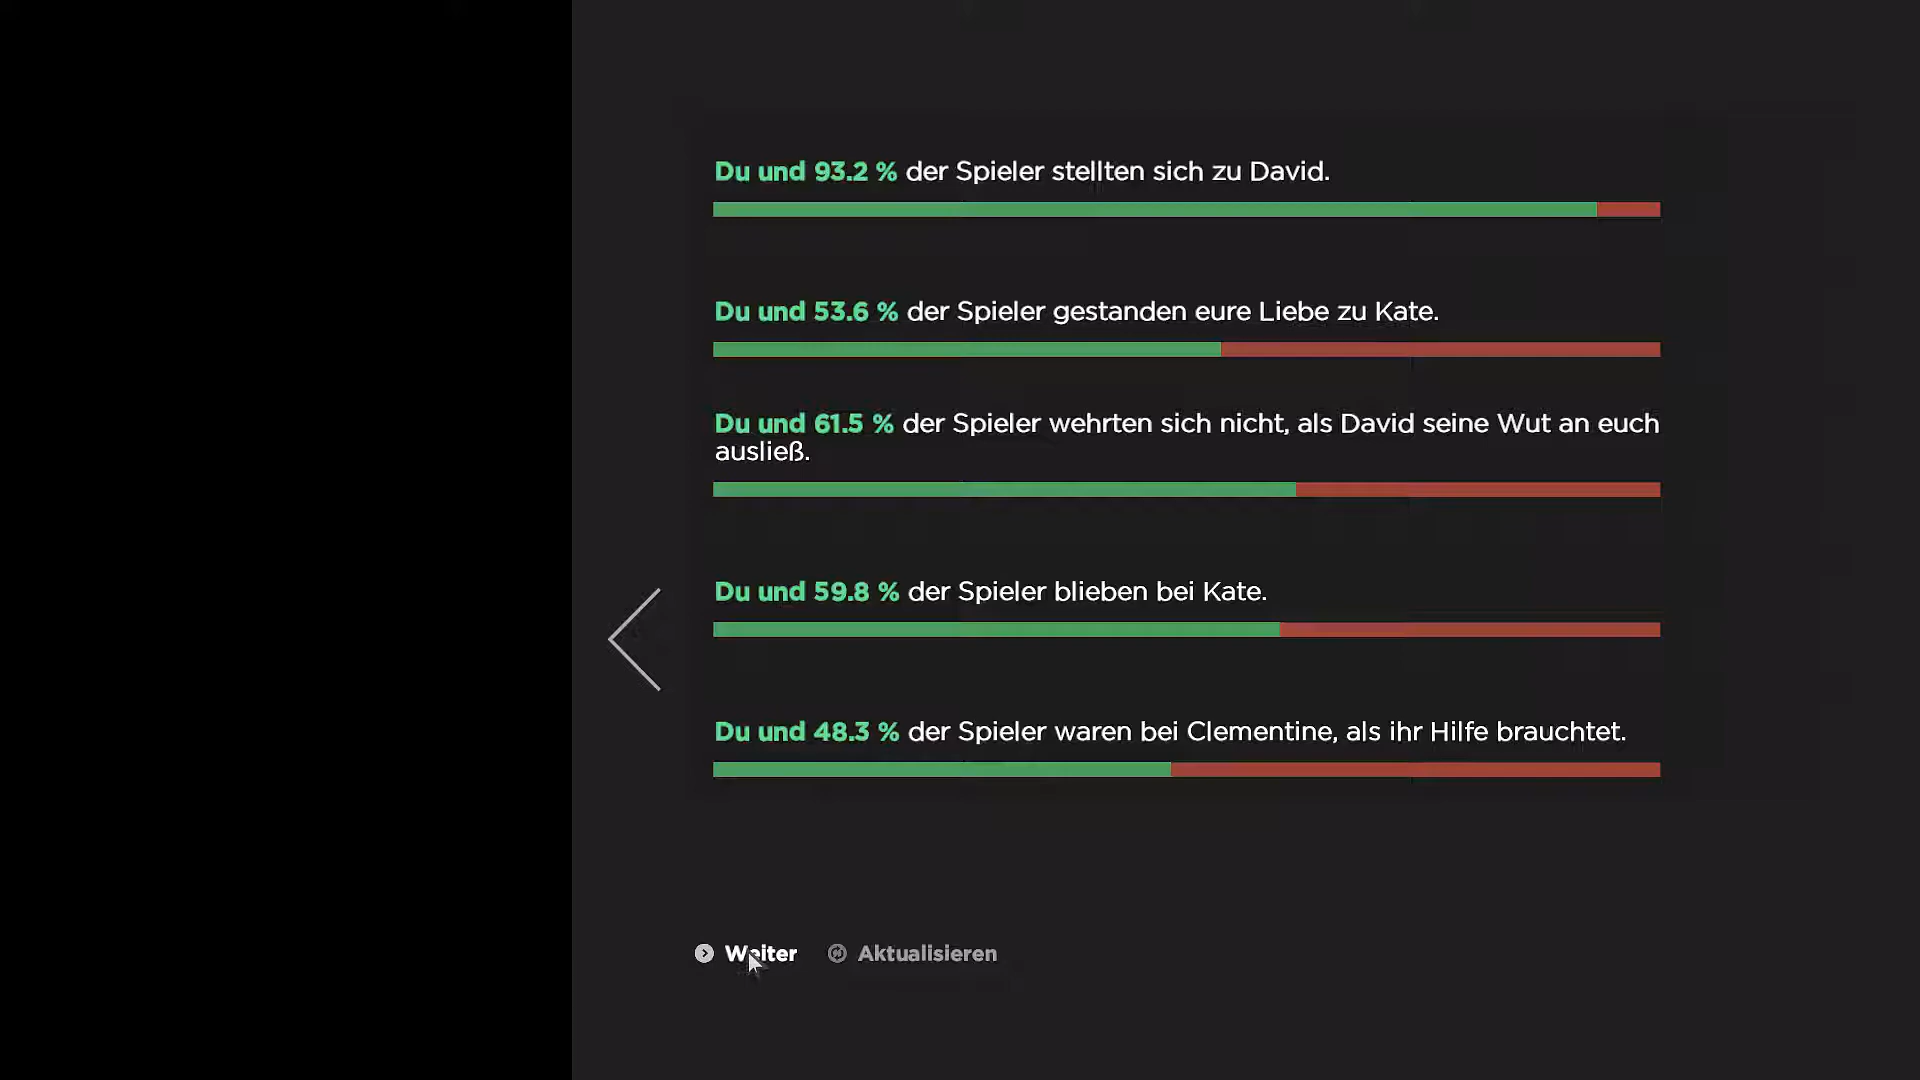 Du und 93.2 % der Spieler stellten sich zu David.
Du und 53.6 % der Spieler gestanden eure Liebe zu Kate.
Du und 61.5 % der Spieler wehrten sich nicht, als David seine Wut an euch
ausließ.
Du und 59.8 % der Spieler blieben bei Kate.
Du und 48.3 % der Spieler waren bei Clementine, als ihr Hilfe brauchtet.
Weiter Aktualisieren